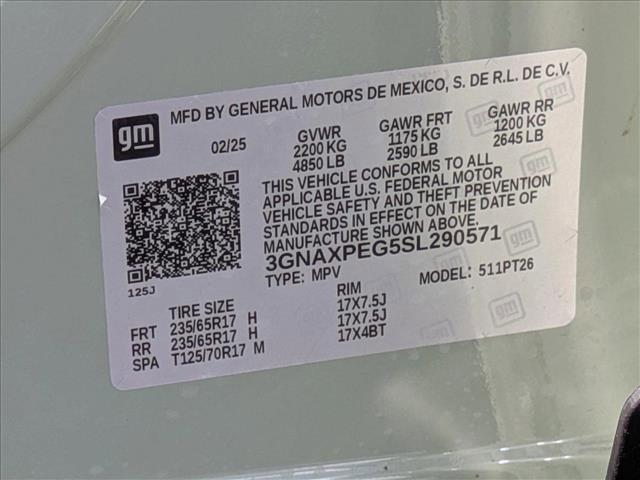 gm
MFD BY GENERAL MOTORS DE MEXICO, S. DE R.L. DE C.V.
02/25 GVWR GAWR FRT GAWR RR
2200 KG 1175 KG 1200 KG
4850 LB 2590 LB 2645 LB
THIS VEHICLE CONFORMS TO ALL
APPLICABLE U.S. FEDERAL MOTOR
VEHICLE SAFETY AND THEFT PREVENTION
STANDARDS IN EFFECT ON THE DATE OF
MANUFACTURE SHOWN ABOVE.
3GNAXPEG5SL290571
TYPE: MPV MODEL: 511PT26
125J
TIRE SIZE RIM
FRT 235/65R17 H 17X7.5J
RR 235/65R17 H 17X7.5J
SPA T125/70R17 M 17X4BT